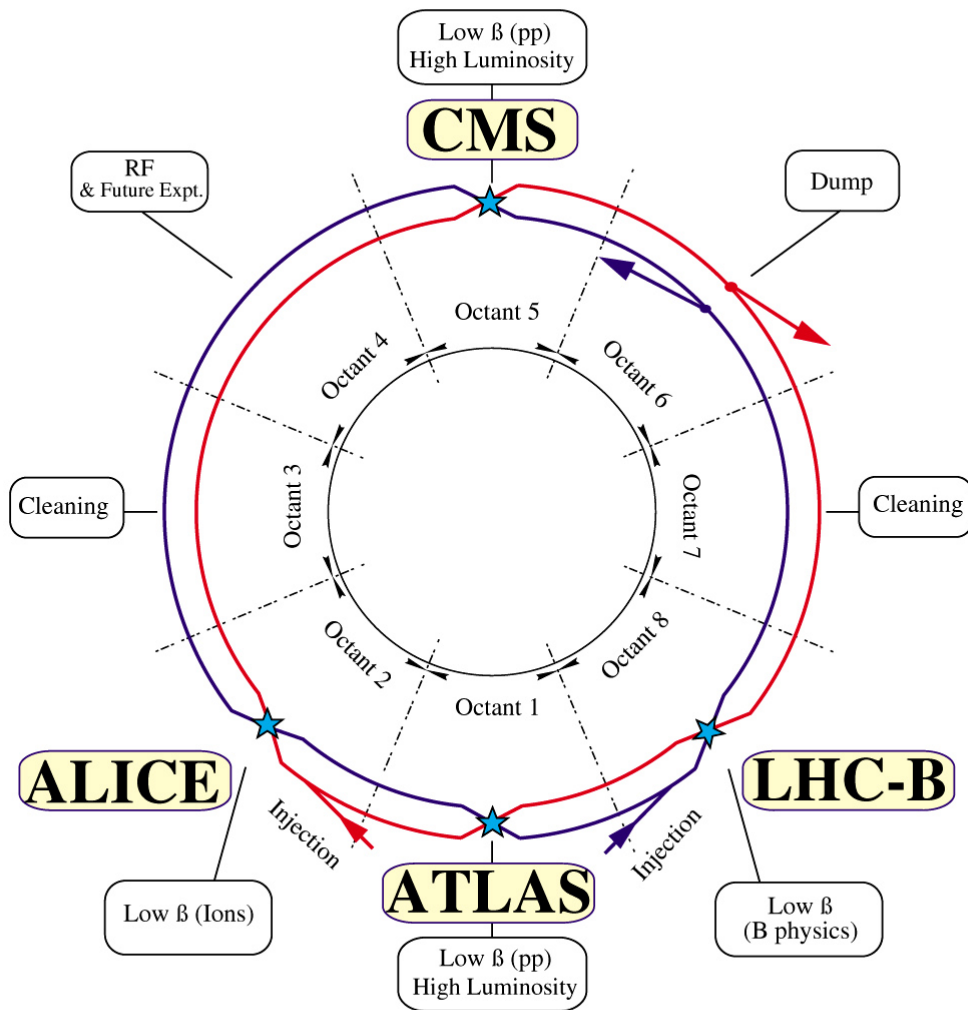 Low ß (pp)
High Luminosity
CMS
RF
& Future Expt.
Dump
Octant 5
Octant 4
Octant 6
Cleaning
Octant 3
Octant 7
Cleaning
Octant 2
Octant 8
Octant 1
ALICE
LHC-B
Injection
Injection
ATLAS
Low ß (Ions)
Low ß
(B physics)
Low ß (pp)
High Luminosity